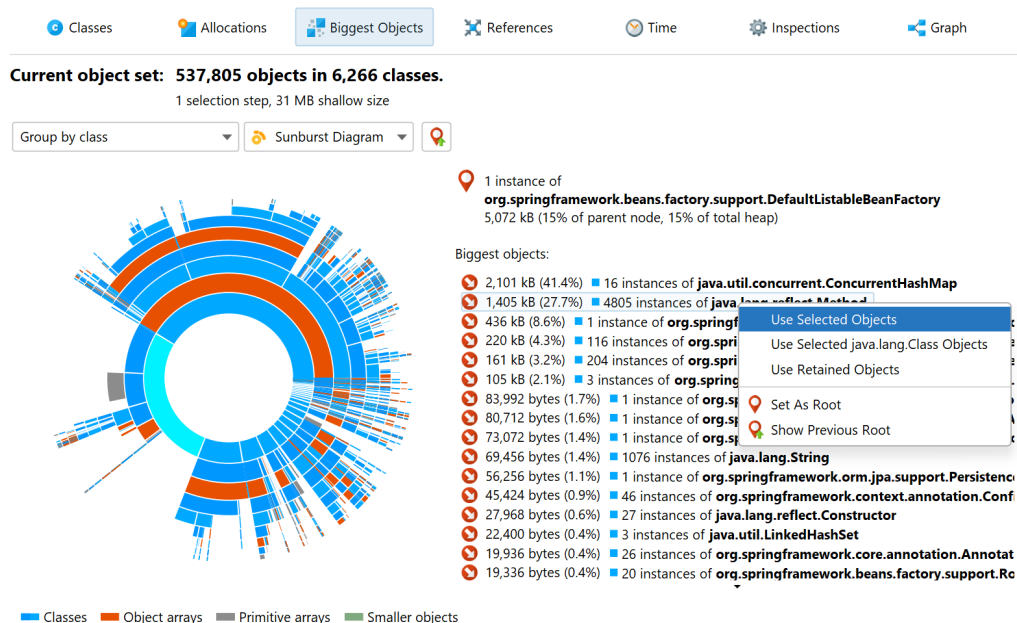 Classes Allocations Biggest Objects References Time Inspections Graph
Current object set: 537,805 objects in 6,266 classes.
1 selection step, 31 MB shallow size
Group by class Sunburst Diagram
1 instance of
org.springframework.beans.factory.support.DefaultListableBeanFactory
5,072 kB (15% of parent node, 15% of total heap)
Biggest objects:
2,101 kB (41.4%) 16 instances of java.util.concurrent.ConcurrentHashMap
1,405 kB (27.7%) 4805 instances of java.lang.reflect.Method
436 kB (8.6%) 1 instance of org.springf
220 kB (4.3%) 116 instances of org.spri
161 kB (3.2%) 204 instances of org.spri
105 kB (2.1%) 3 instances of org.spring
83,992 bytes (1.7%) 1 instance of org.sp
80,712 bytes (1.6%) 1 instance of org.sp
73,072 bytes (1.4%) 1 instance of org.sp
69,456 bytes (1.4%) 1076 instances of java.lang.String
56,256 bytes (1.1%) 1 instance of org.springframework.orm.jpa.support.Persistenc
45,424 bytes (0.9%) 46 instances of org.springframework.context.annotation.Conf
27,968 bytes (0.6%) 27 instances of java.lang.reflect.Constructor
22,400 bytes (0.4%) 3 instances of java.util.LinkedHashSet
19,936 bytes (0.4%) 26 instances of org.springframework.core.annotation.Annotat
19,336 bytes (0.4%) 20 instances of org.springframework.beans.factory.support.Ro
Use Selected Objects
Use Selected java.lang.Class Objects
Use Retained Objects
Set As Root
Show Previous Root
Classes Object arrays Primitive arrays Smaller objects